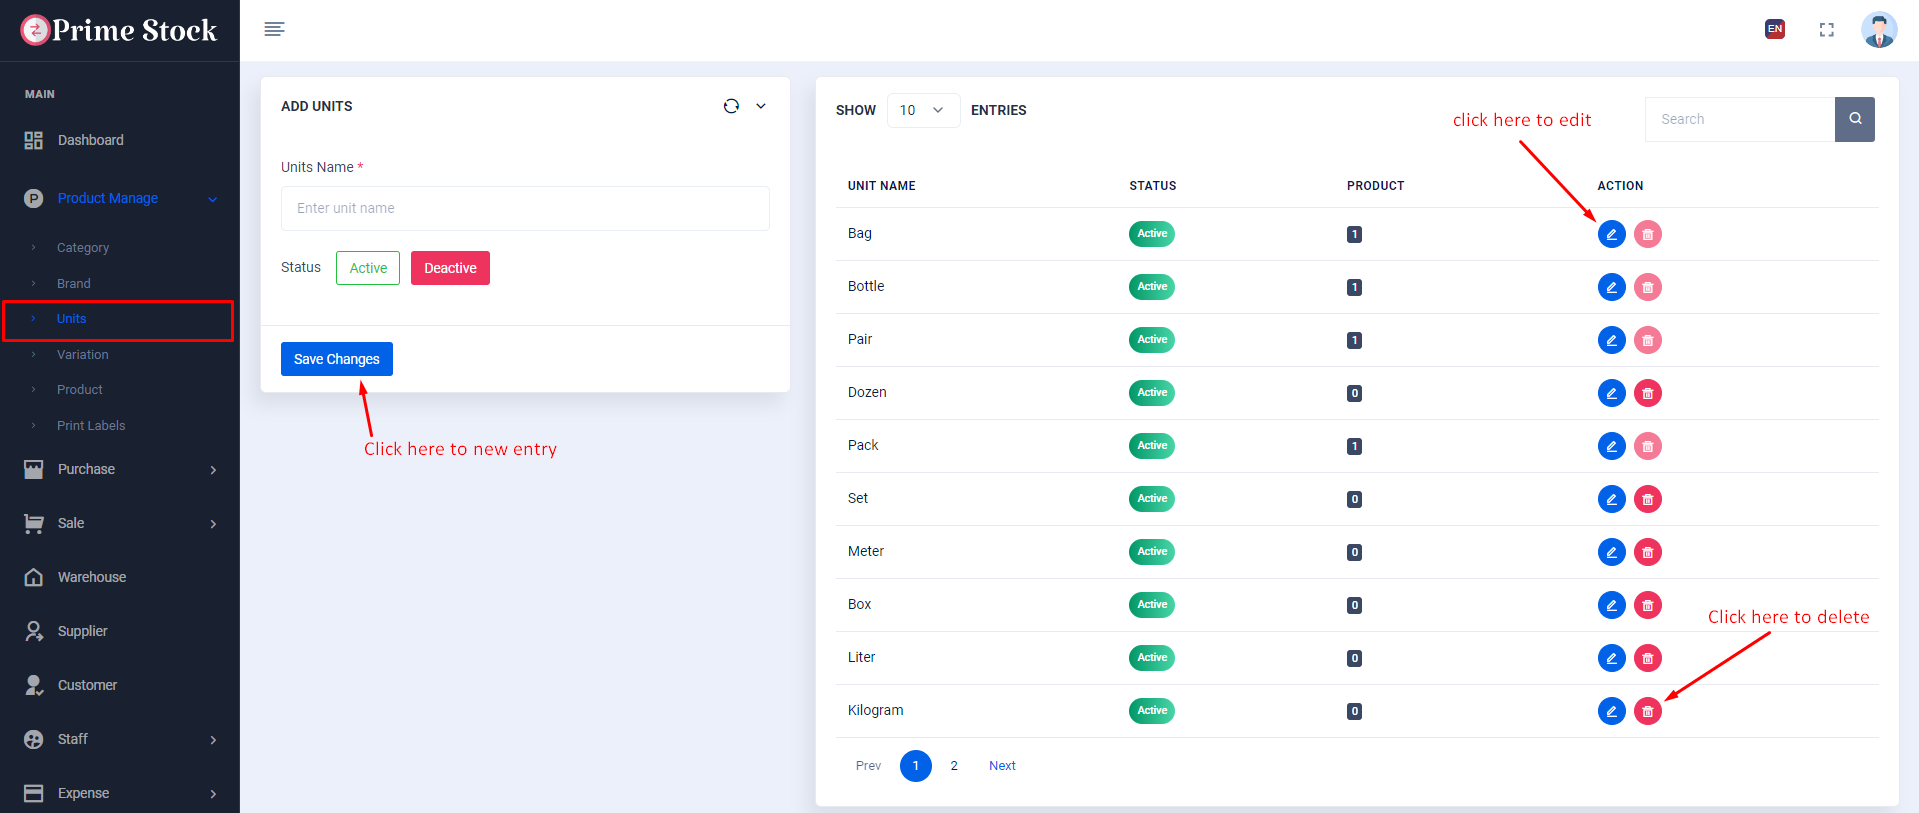 Prime Stock
EN
MAIN
Dashboard
P Product Manage
Category
Brand
Units
Variation
Product
Print Labels
Purchase
Sale
Warehouse
Supplier
Customer
Staff
Expense
ADD UNITS
Units Name *
Enter unit name
Status Active Deactive
Save Changes
Click here to new entry
SHOW 10 ENTRIES
click here to edit
Search
UNIT NAME STATUS PRODUCT ACTION
Bag Active 1
Bottle Active 1
Pair Active 1
Dozen Active 0
Pack Active 1
Set Active 0
Meter Active 0
Box Active 0
Click here to delete
Liter Active 0
Kilogram Active 0
Prev 1 2 Next